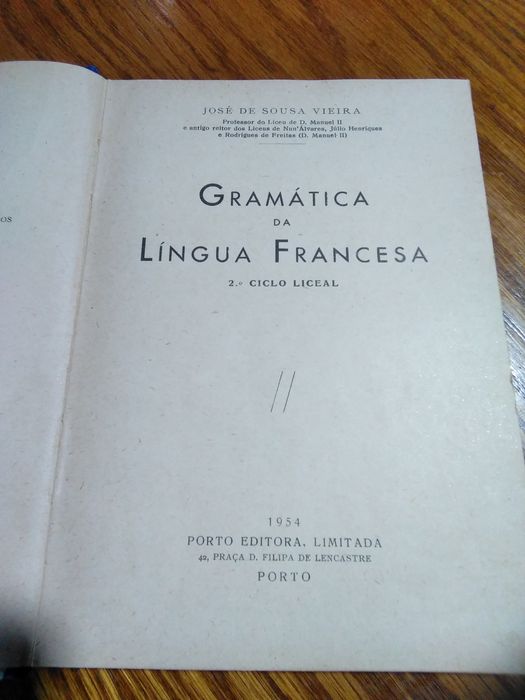 OS
JOSÉ DE SOUSA VIEIRA
Professor do Liceu de D. Manuel II
e antigo reitor dos Liceus de Nun'Álvares, Júlio Henriques
e Rodrigues de Freitas (D. Manuel II)
GRAMÁTICA
DA
LÍNGUA FRANCESA
2.º CICLO LICEAL
1954
PORTO EDITORA, LIMITADA
42, PRAÇA D. FILIPA DE LENCASTRE
PORTO